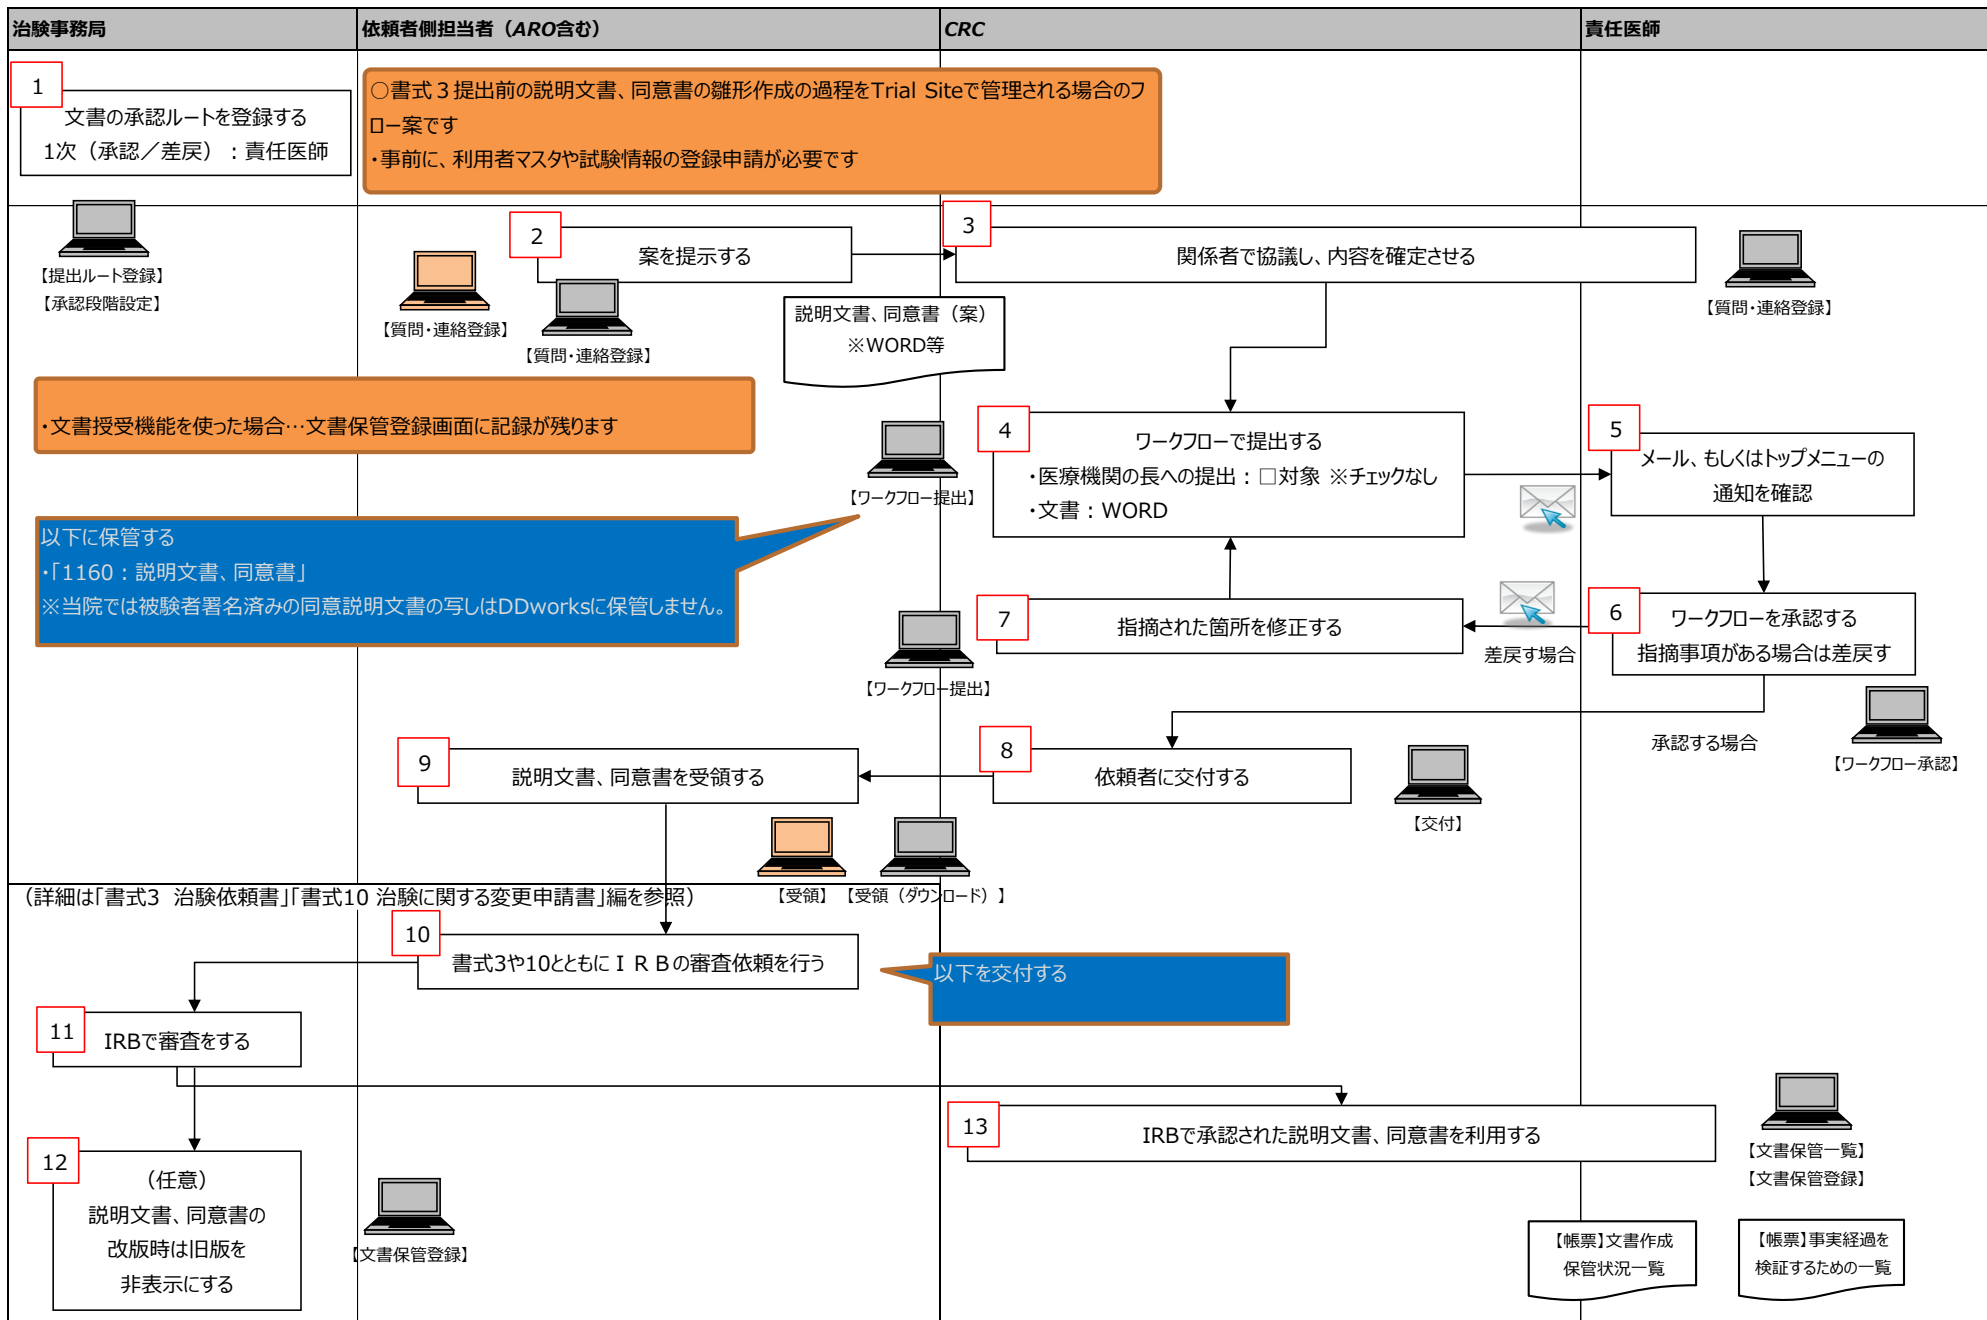 治験事務局
依頼者側担当者（ARO含む）
CRC
責任医師
1
文書の承認ルートを登録する
1次（承認／差戻）：責任医師
○書式３提出前の説明文書、同意書の雛形作成の過程をTrial Siteで管理される場合のフ
ロー案です
・事前に、利用者マスタや試験情報の登録申請が必要です
【提出ルート登録】
【承認段階設定】
2
案を提示する
【質問・連絡登録】
【質問・連絡登録】
3
関係者で協議し、内容を確定させる
【質問・連絡登録】
説明文書、同意書（案）
※WORD等
・文書授受機能を使った場合…文書保管登録画面に記録が残ります
4
ワークフローで提出する
・医療機関の長への提出：□対象 ※チェックなし
・文書：WORD
【ワークフロー提出】
5
メール、もしくはトップメニューの
通知を確認
以下に保管する
・「1160：説明文書、同意書」
※当院では被験者署名済みの同意説明文書の写しはDDworksに保管しません。
7
指摘された箇所を修正する
【ワークフロー提出】
差戻す場合
6
ワークフローを承認する
指摘事項がある場合は差戻す
承認する場合
【ワークフロー承認】
9
説明文書、同意書を受領する
8
依頼者に交付する
【交付】
【受領】
【受領（ダウンロード）】
（詳細は「書式3 治験依頼書」「書式10 治験に関する変更申請書」編を参照）
10
書式3や10とともにＩＲＢの審査依頼を行う
以下を交付する
11
IRBで審査をする
13
IRBで承認された説明文書、同意書を利用する
【文書保管一覧】
【文書保管登録】
12
（任意）
説明文書、同意書の
改版時は旧版を
非表示にする
【文書保管登録】
【帳票】文書作成
保管状況一覧
【帳票】事実経過を
検証するための一覧